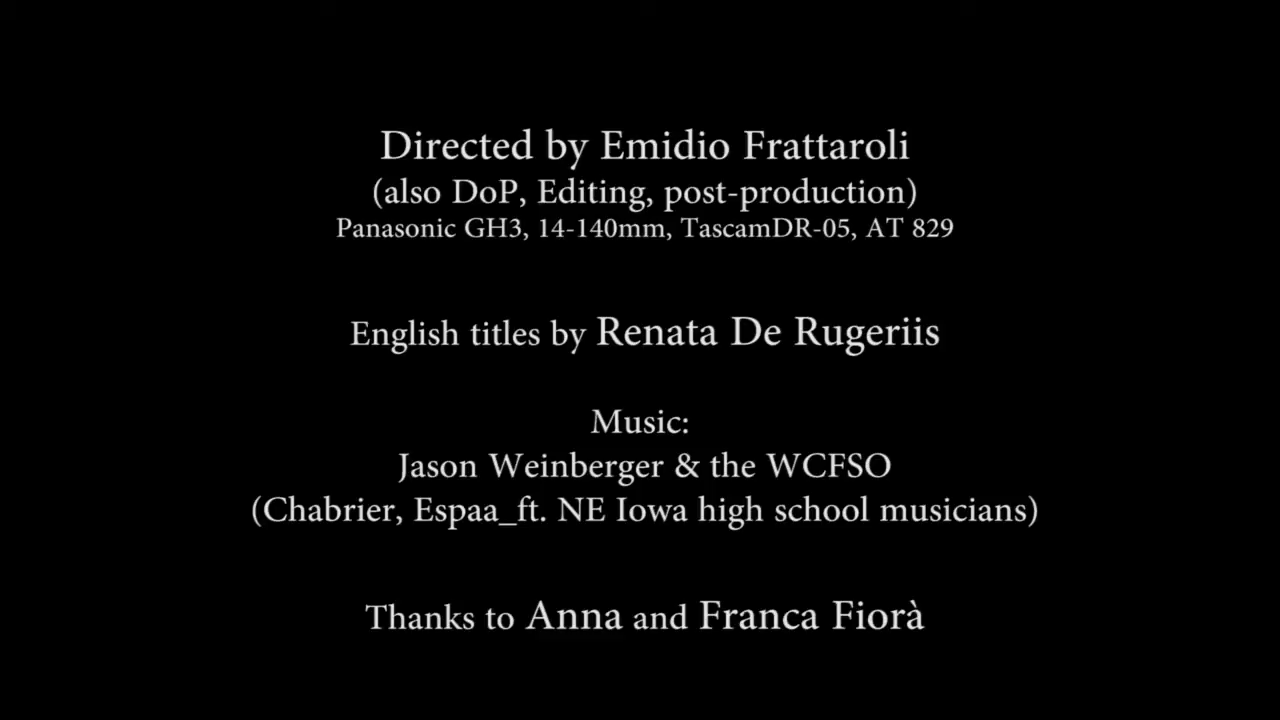 Directed by Emidio Frattaroli
(also DoP, Editing, post-production)
Panasonic GH3, 14-140mm, TascamDR-05, AT 829
English titles by Renata De Rugeriis
Music:
Jason Weinberger & the WCFSO
(Chabrier, Espaa_ft. NE Iowa high school musicians)
Thanks to Anna and Franca Fiorà